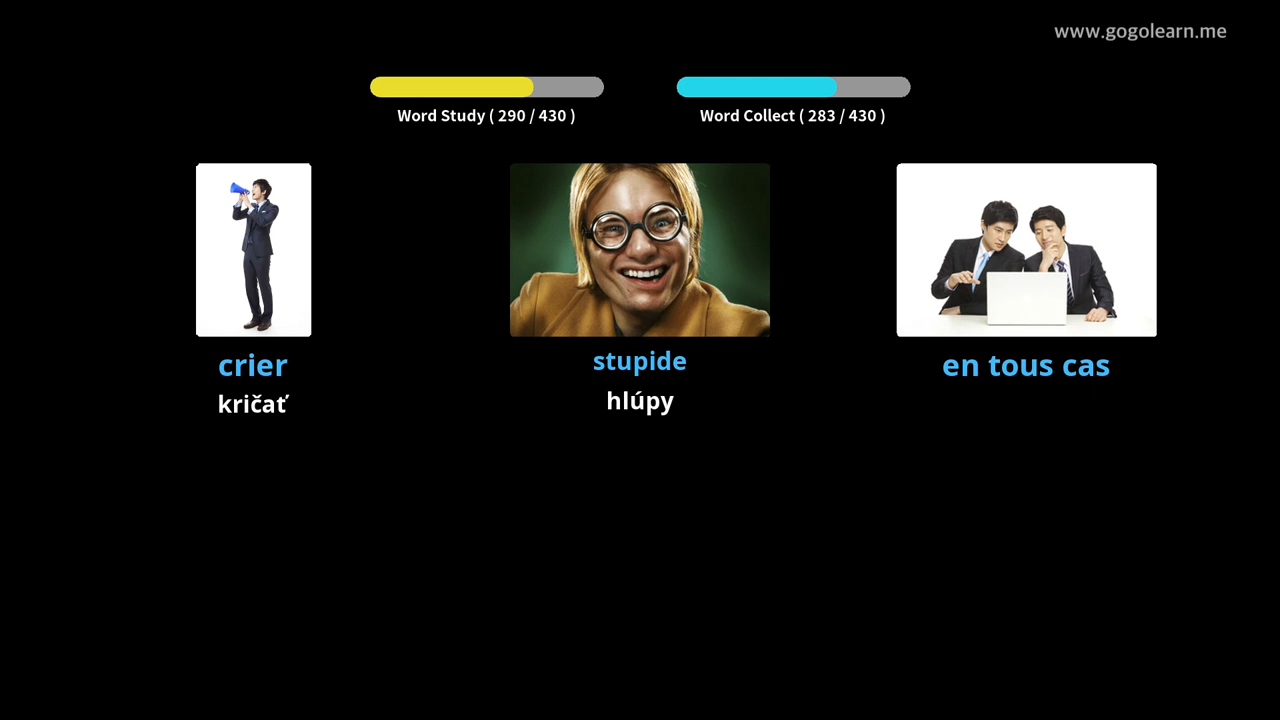 www.gogolearn.me
Word Study ( 290 / 430 )
Word Collect ( 283 / 430 )
crier
kričať
stupide
hlúpy
en tous cas